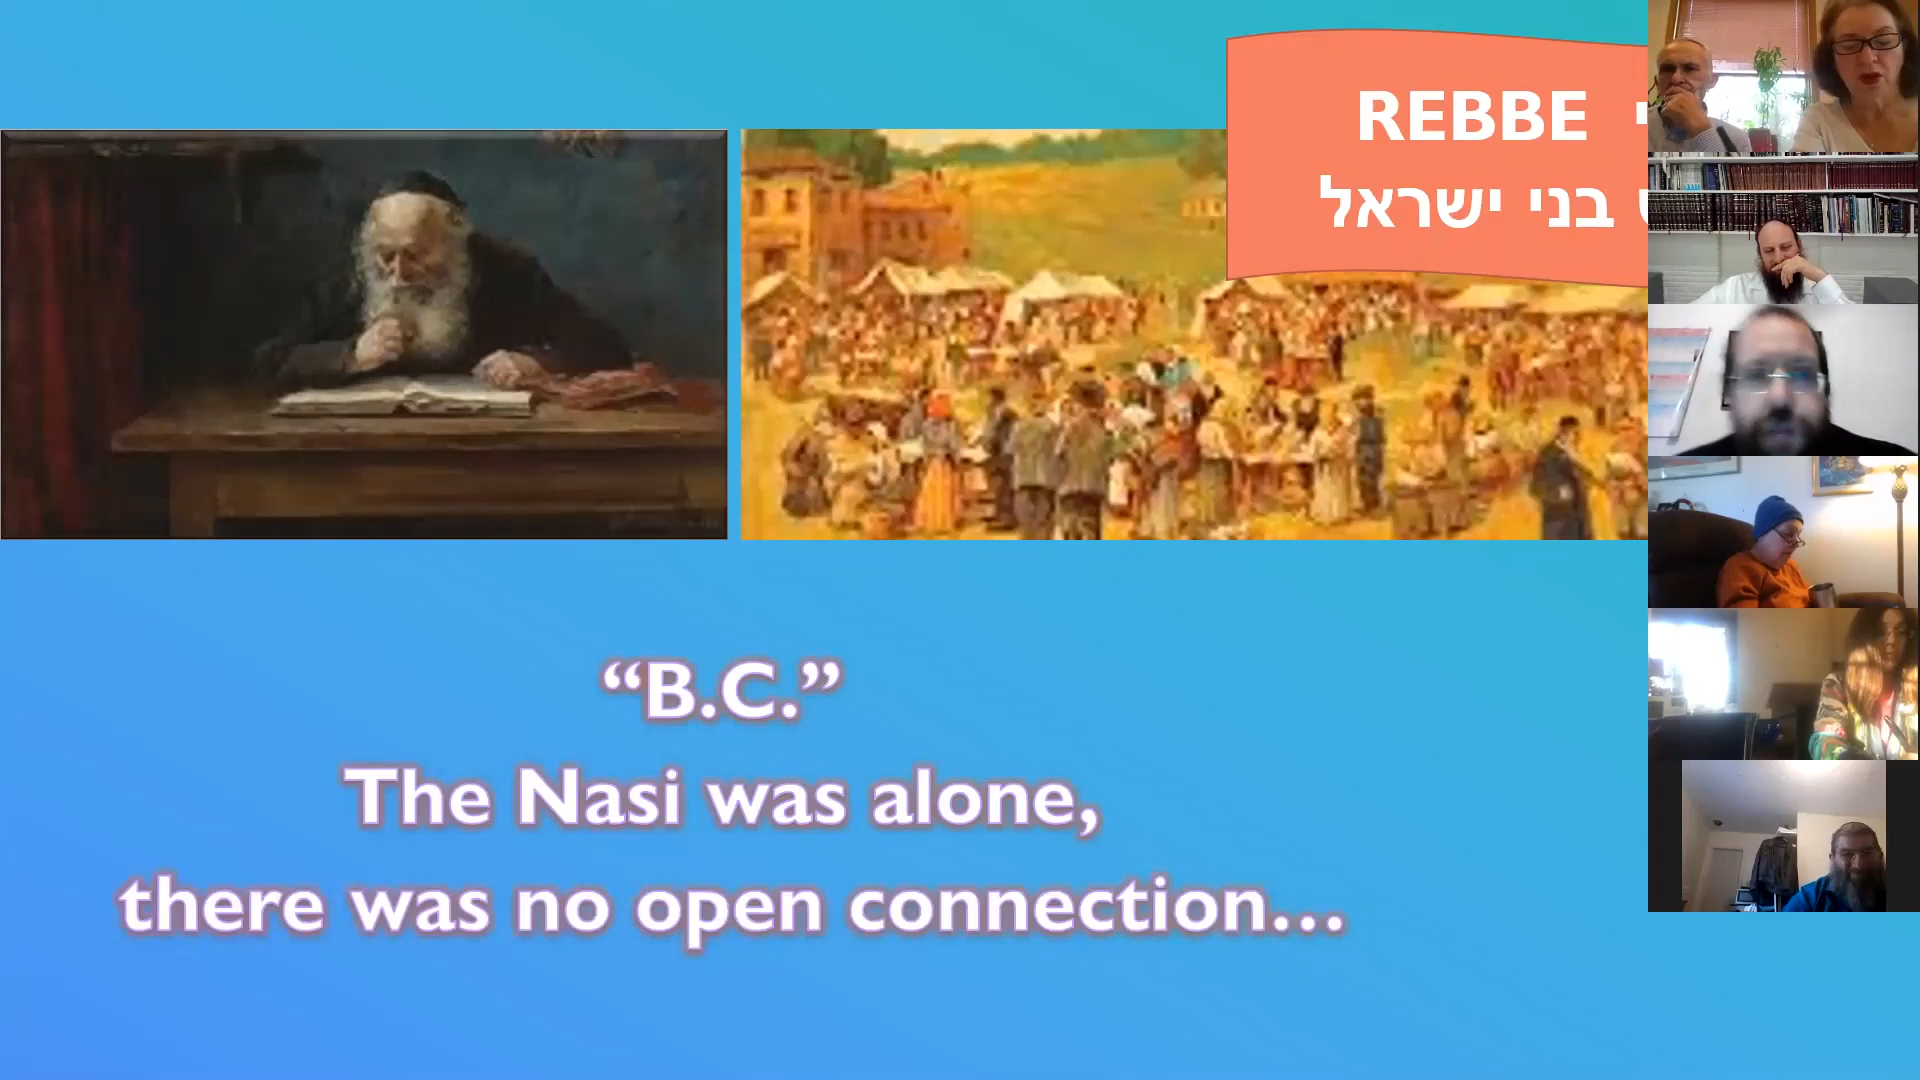 REBBE
בני ישראל
“B.C.”
The Nasi was alone,
there was no open connection…